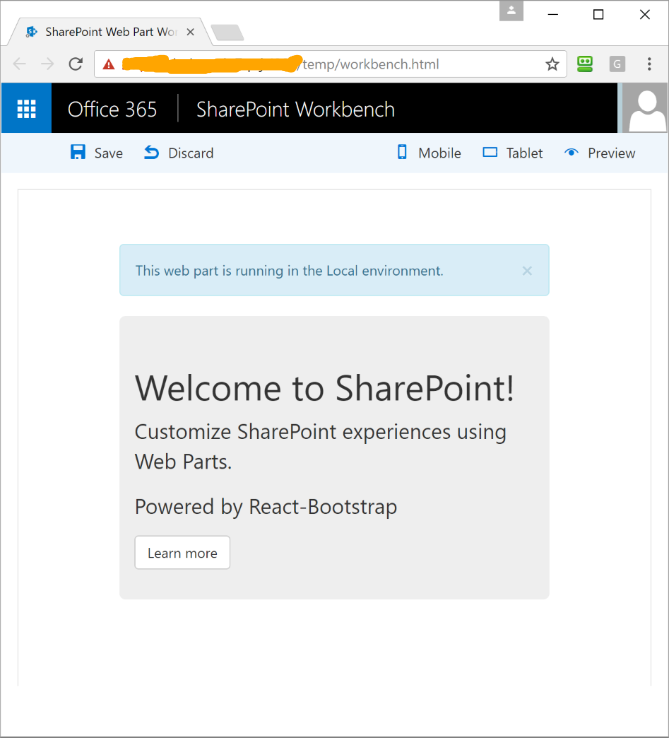 SharePoint Web Part Wor
/temp/workbench.html
G
Office 365 SharePoint Workbench
Save Discard Mobile Tablet Preview
This web part is running in the Local environment.
Welcome to SharePoint!
Customize SharePoint experiences using
Web Parts.
Powered by React-Bootstrap
Learn more